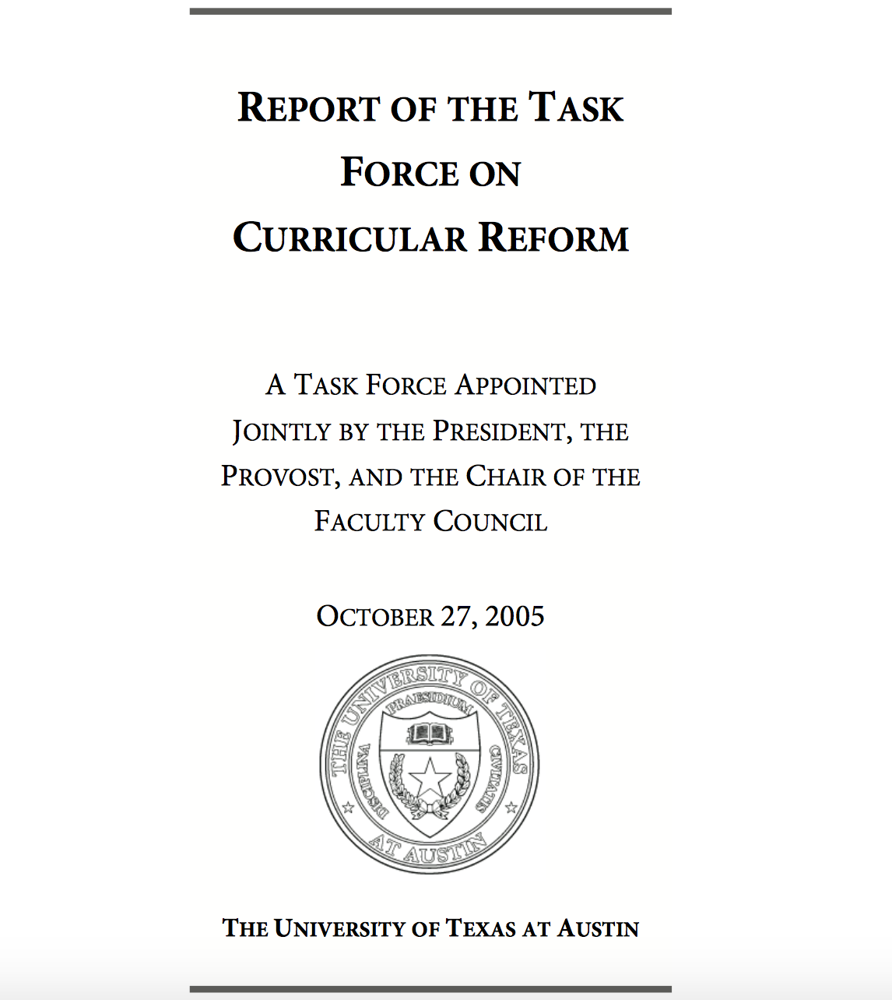 REPORT OF THE TASK
FORCE ON
CURRICULAR REFORM
A TASK FORCE APPOINTED
JOINTLY BY THE PRESIDENT, THE
PROVOST, AND THE CHAIR OF THE
FACULTY COUNCIL
OCTOBER 27, 2005
THE UNIVERSITY OF TEXAS
PRAESIDIUM
DISCIPLINA
CIVITATIS
AT AUSTIN
THE UNIVERSITY OF TEXAS AT AUSTIN